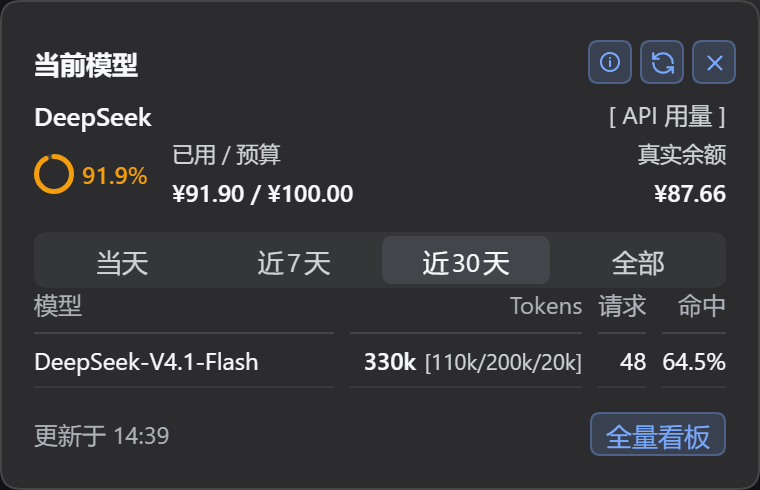 当前模型
DeepSeek
[ API 用量 ]
91.9%
已用 / 预算
¥91.90 / ¥100.00
真实余额
¥87.66
当天 近7天 近30天 全部
模型 Tokens 请求 命中
DeepSeek-V4.1-Flash 330k [110k/200k/20k] 48 64.5%
更新于 14:39
全量看板